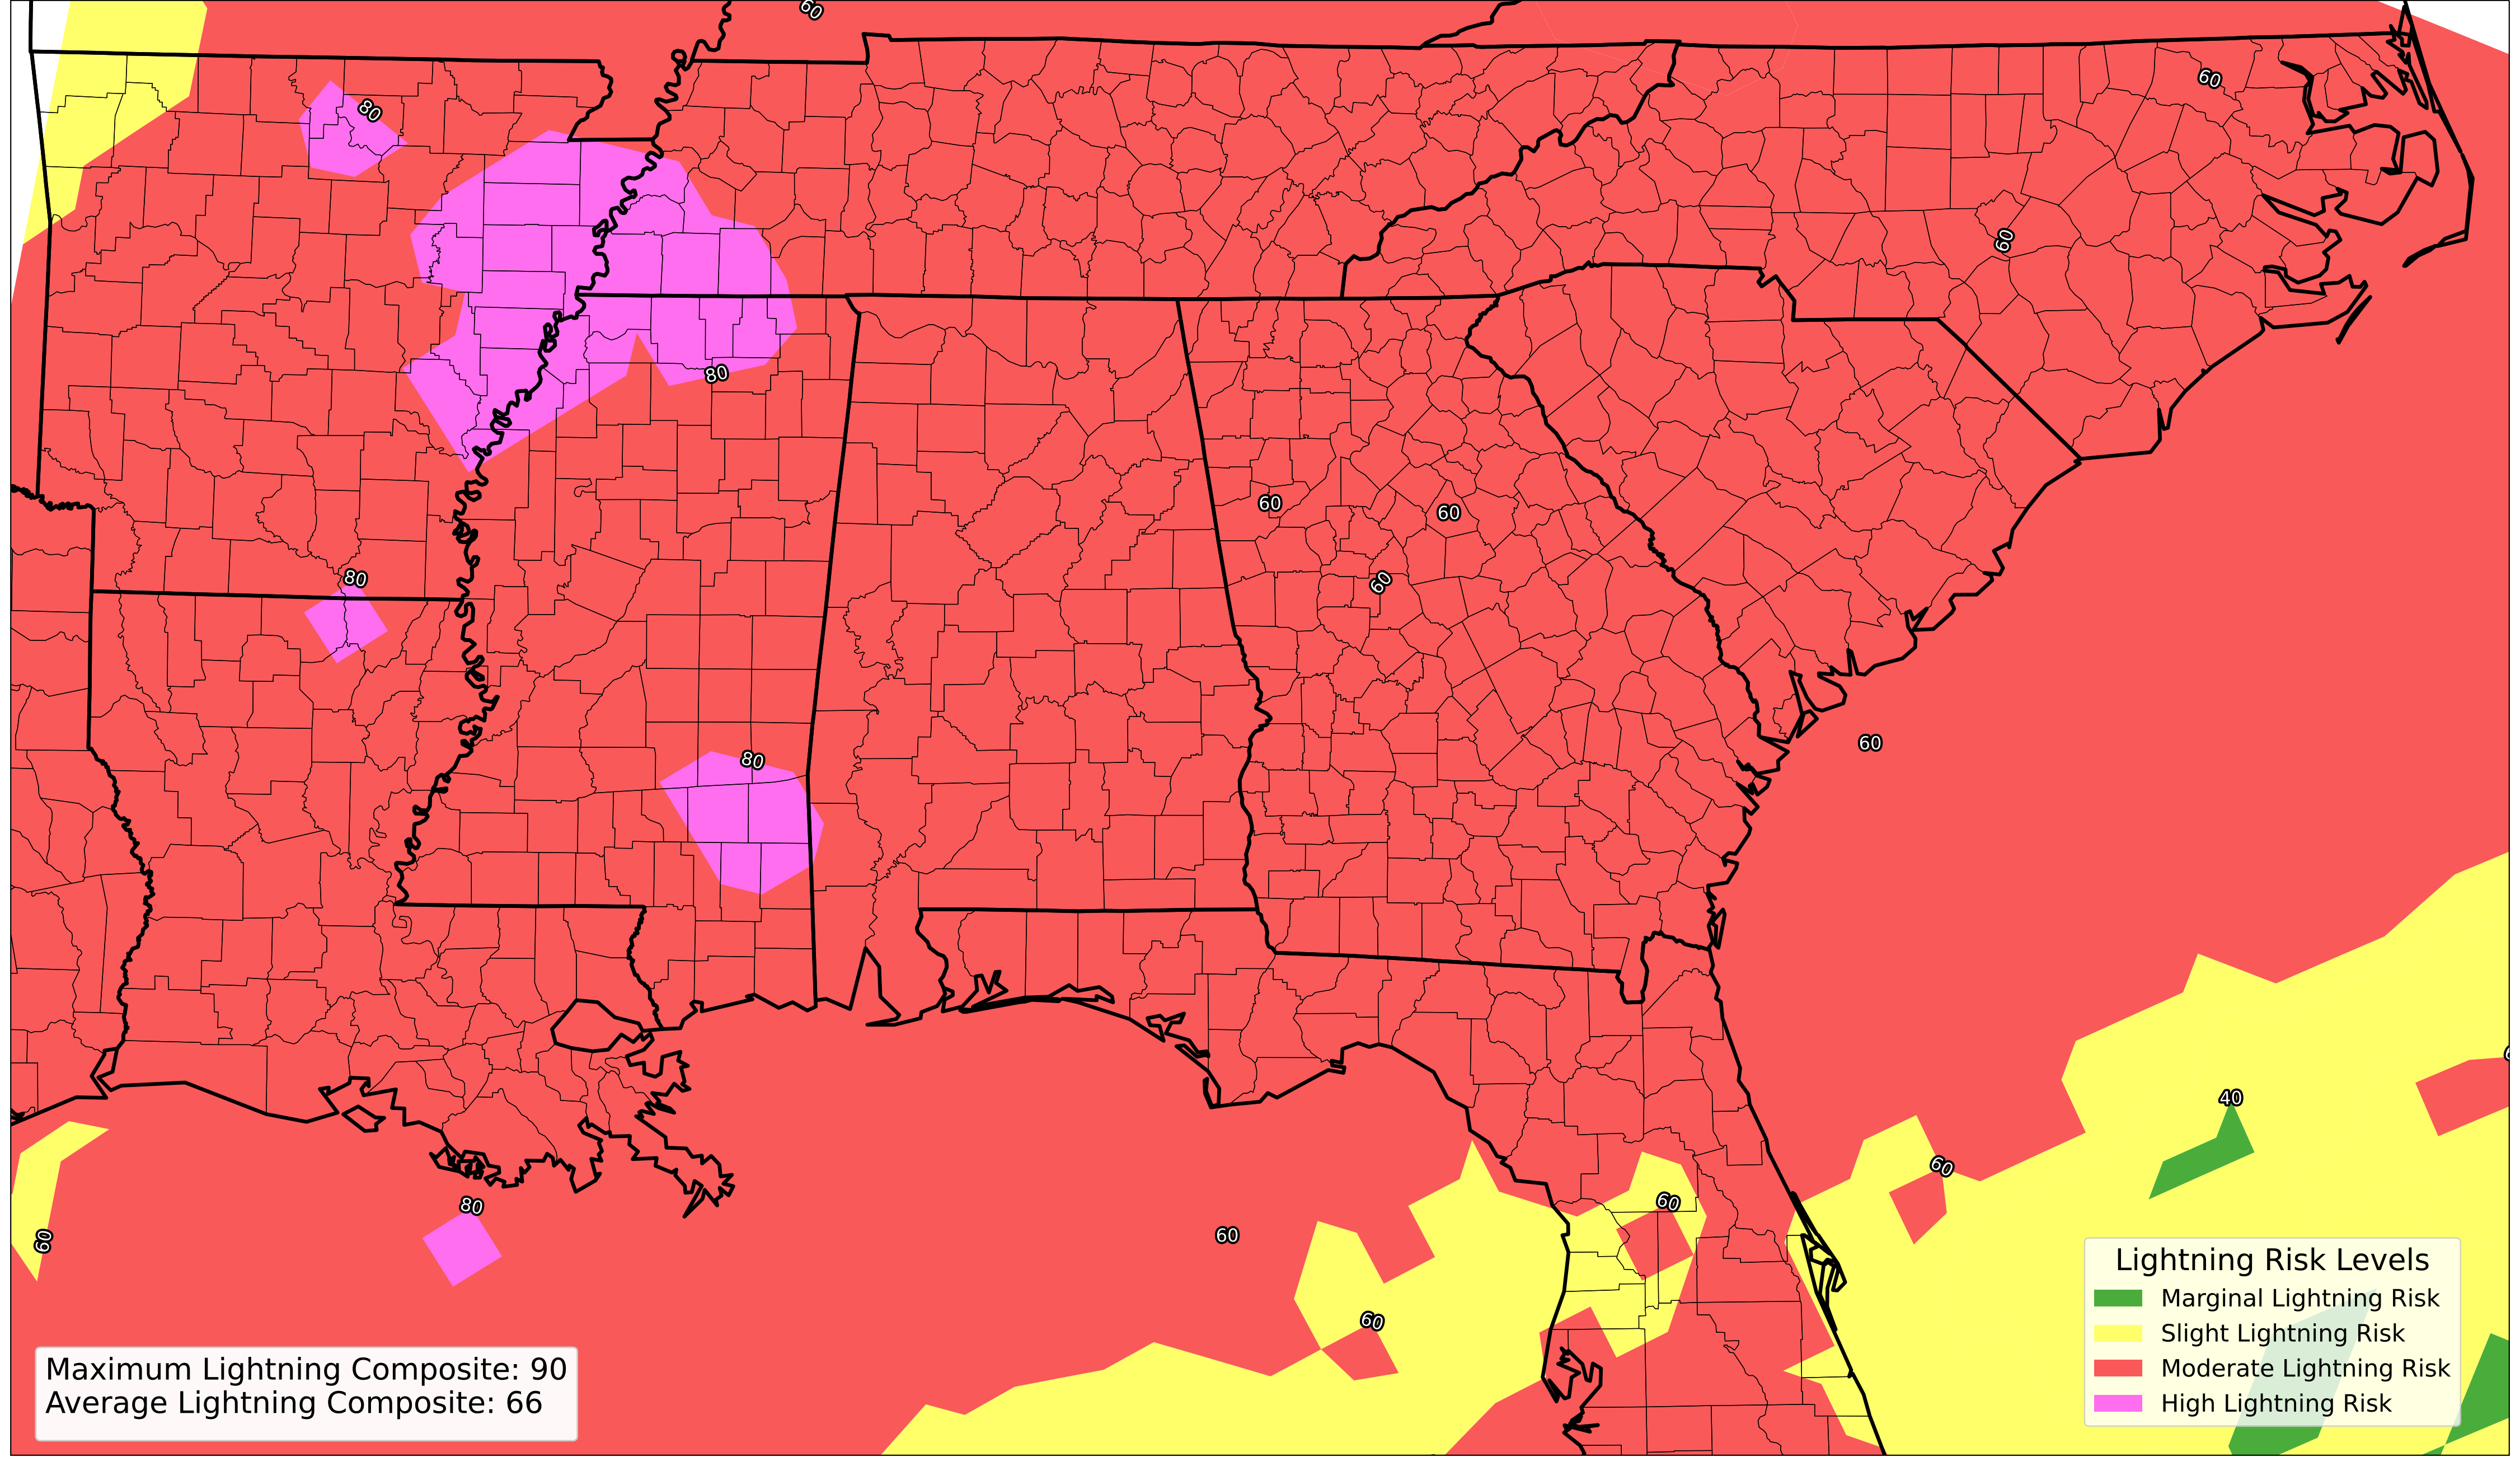 60
80
60
60
80
60
60
60
80
60
80
40
60
60
80
60
60
60
Lightning Risk Levels
Marginal Lightning Risk
Slight Lightning Risk
Moderate Lightning Risk
High Lightning Risk
Maximum Lightning Composite: 90
Average Lightning Composite: 66